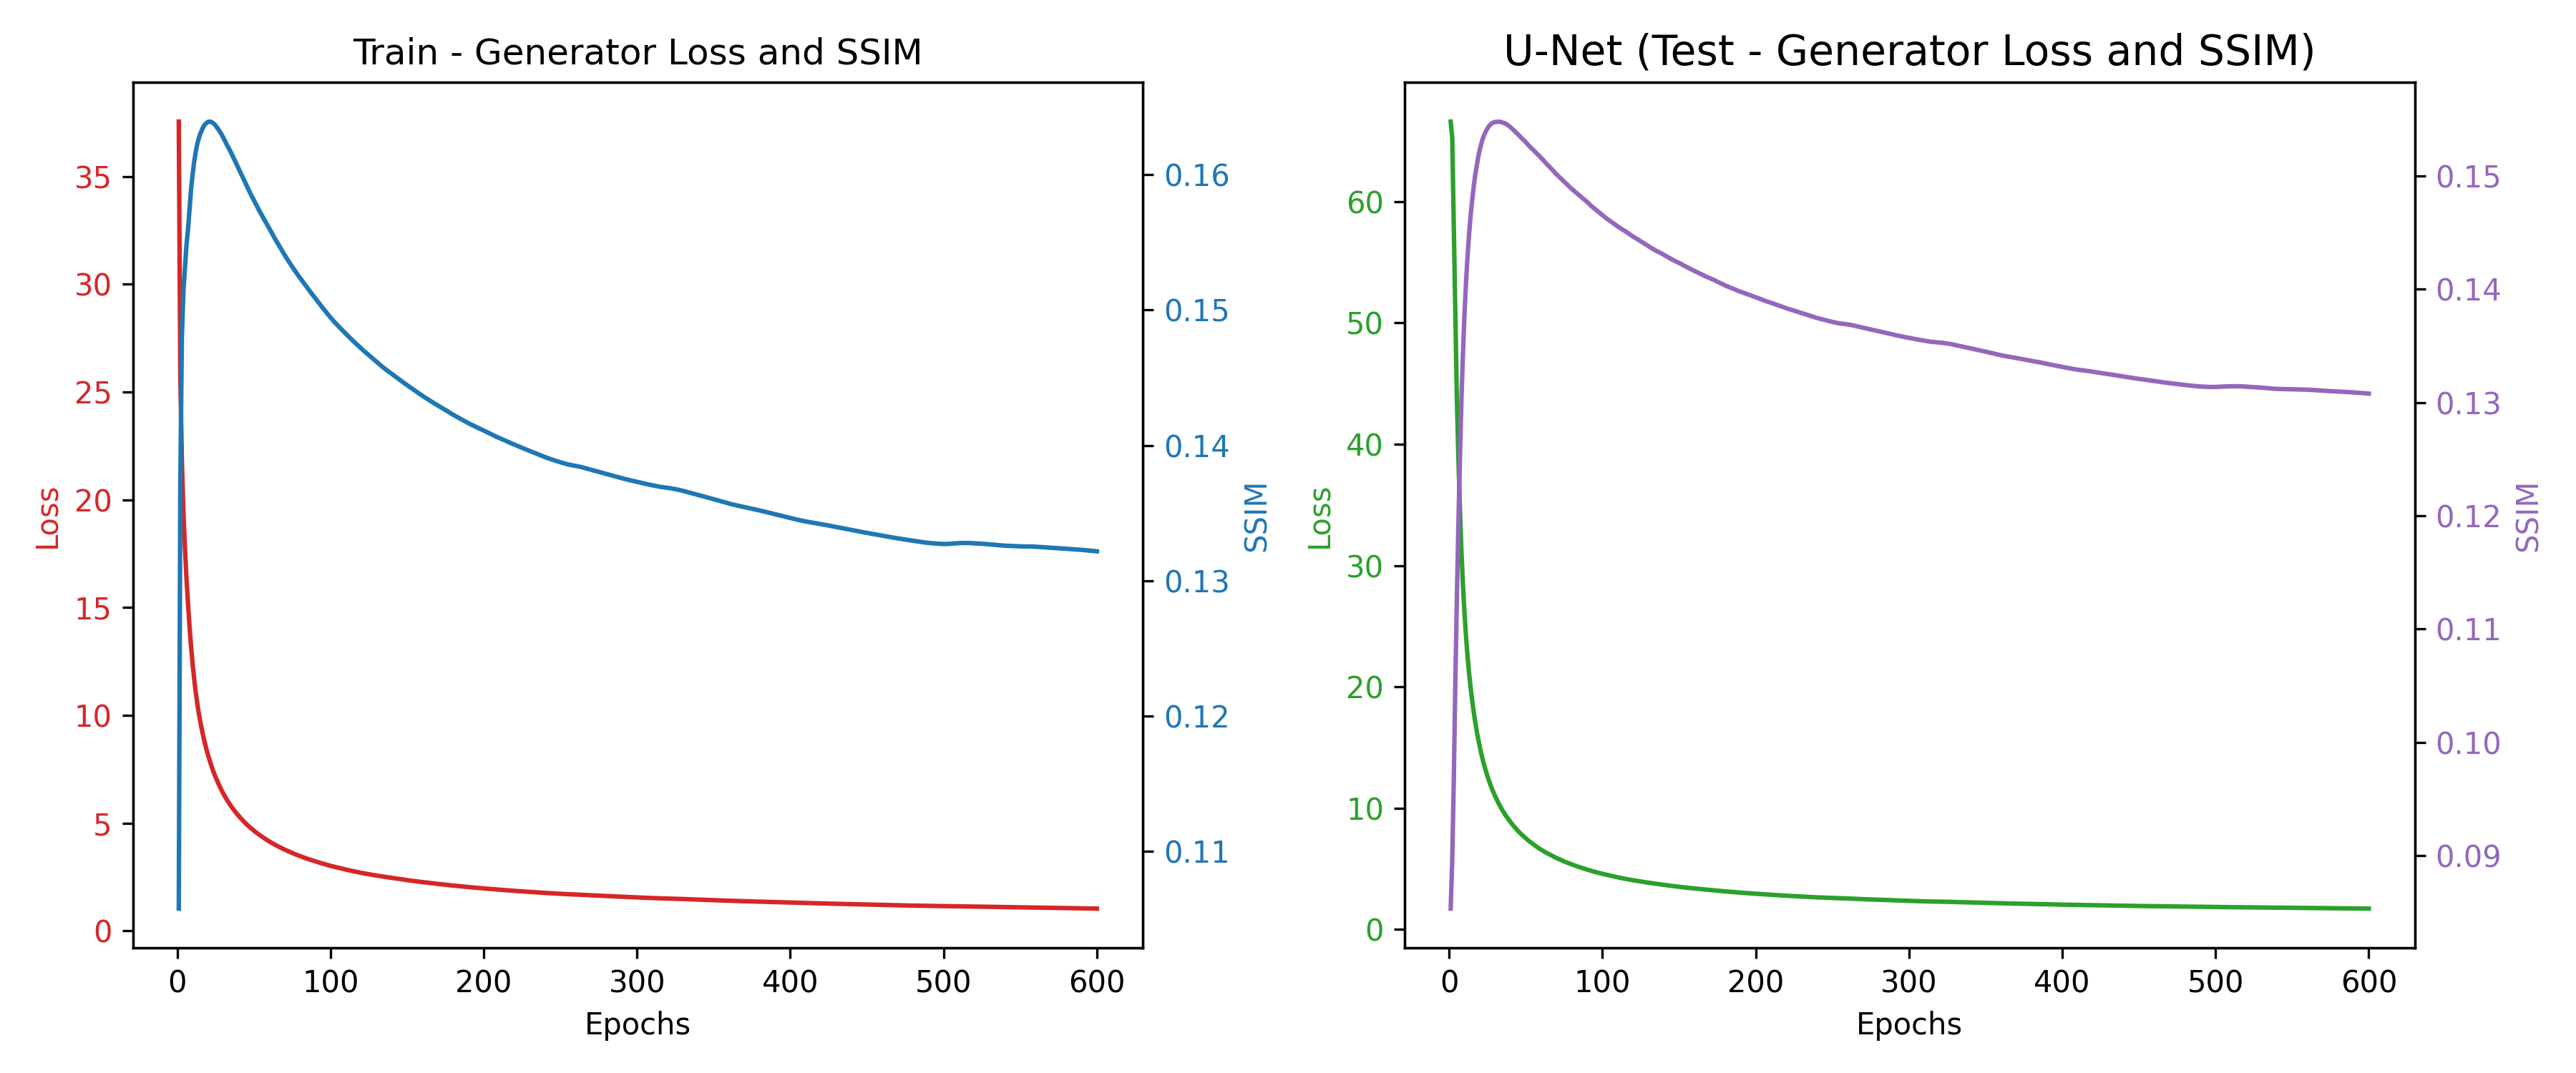 Train - Generator Loss and SSIM
35
30
25
20
15
10
5
0
Loss
0.16
0.15
0.14
0.13
0.12
0.11
SSIM
0 100 200 300 400 500 600
Epochs
U-Net (Test - Generator Loss and SSIM)
60
50
40
30
20
10
0
Loss
0.15
0.14
0.13
0.12
0.11
0.10
0.09
SSIM
0 100 200 300 400 500 600
Epochs